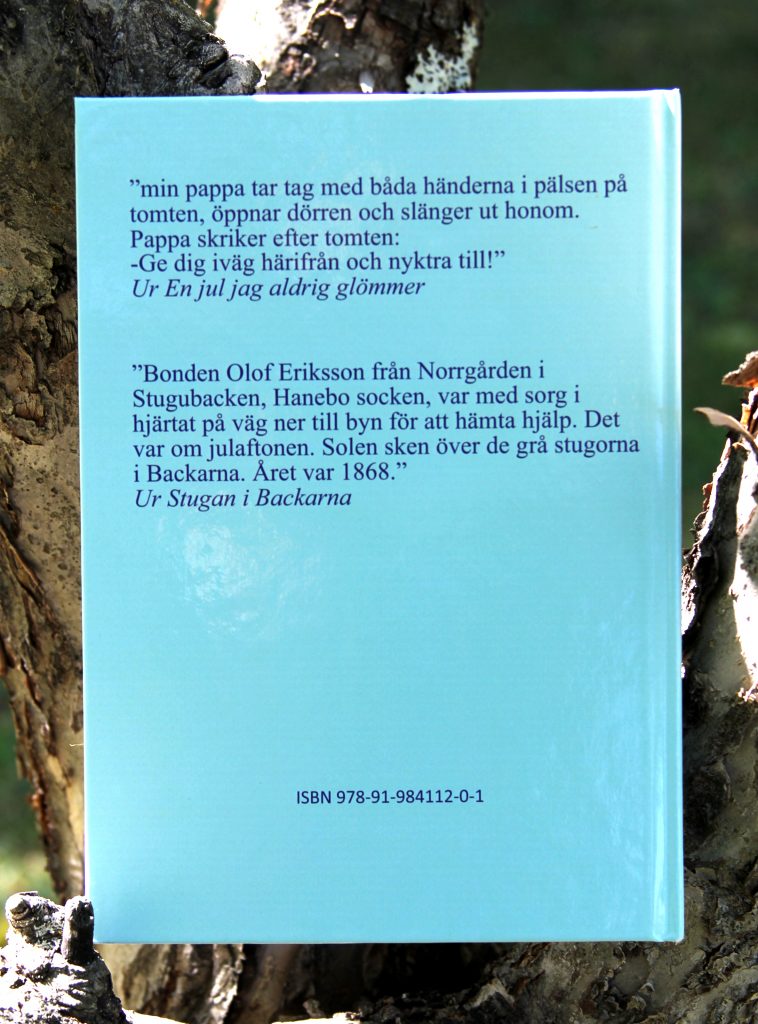 ”min pappa tar tag med båda händerna i pälsen på
tomten, öppnar dörren och slänger ut honom.
Pappa skriker efter tomten:
-Ge dig iväg härifrån och nyktra till!”
Ur En jul jag aldrig glömmer
”Bonden Olof Eriksson från Norrgården i
Stugubacken, Hanebo socken, var med sorg i
hjärtat på väg ner till byn för att hämta hjälp. Det
var om julaftonen. Solen sken över de grå stugorna
i Backarna. Året var 1868.”
Ur Stugan i Backarna
ISBN 978-91-984112-0-1